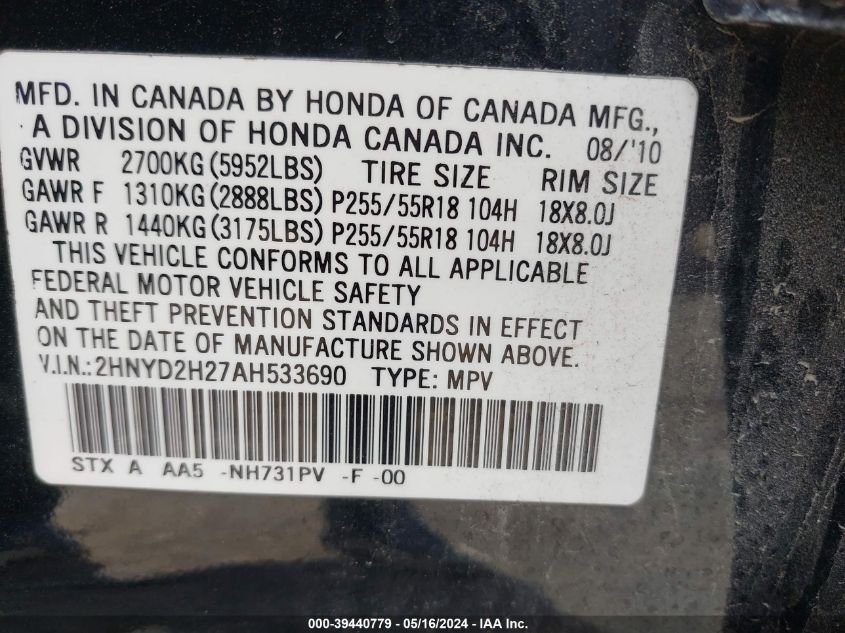 MFD. IN CANADA BY HONDA OF CANADA MFG.,
A DIVISION OF HONDA CANADA INC. 08/'10
GVWR 2700KG(5952LBS) TIRE SIZE RIM SIZE
GAWR F 1310KG(2888LBS) P255/55R18 104H 18X8.0J
GAWR R 1440KG(3175LBS) P255/55R18 104H 18X8.0J
THIS VEHICLE CONFORMS TO ALL APPLICABLE
FEDERAL MOTOR VEHICLE SAFETY
AND THEFT PREVENTION STANDARDS IN EFFECT
ON THE DATE OF MANUFACTURE SHOWN ABOVE.
V.I.N.:2HNYD2H27AH533690 TYPE: MPV
STX A AA5 -NH731PV -F -00
000-39440779 - 05/16/2024 - IAA Inc.